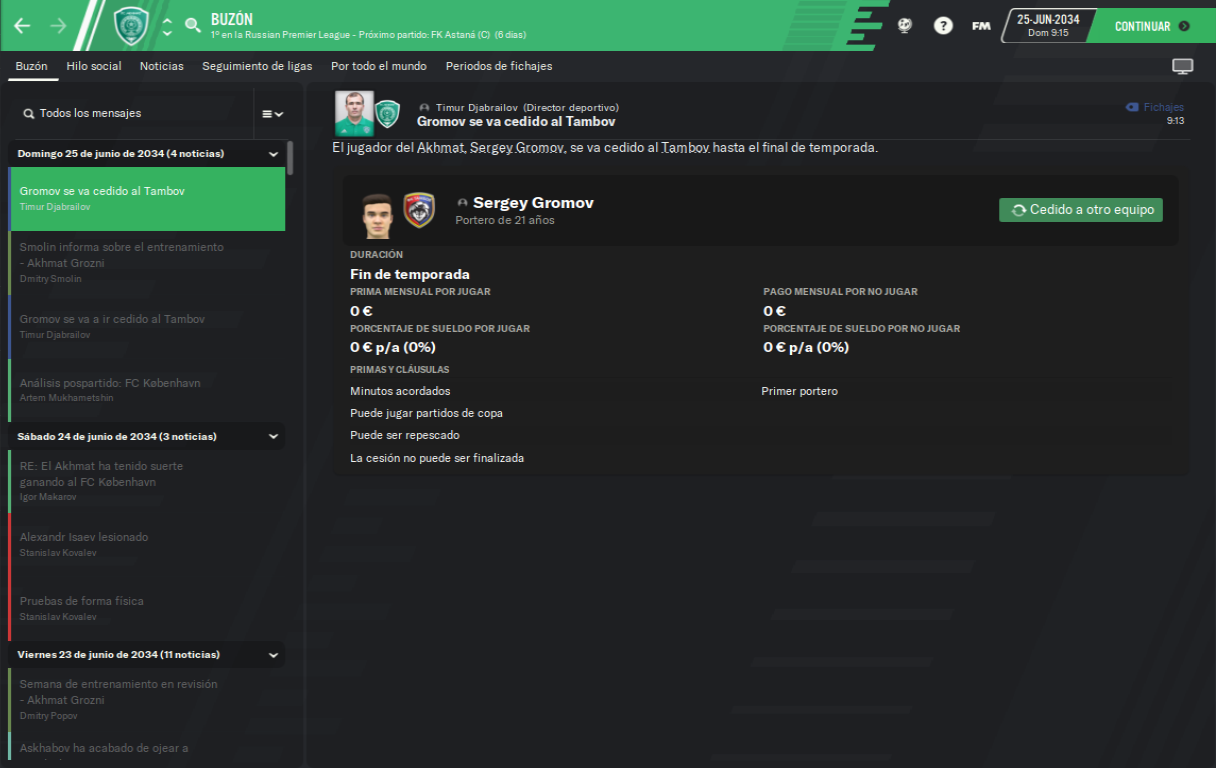 BUZÓN
1º en la Russian Premier League - Próximo partido: FK Astaná (C) (6 días)
FM
25-JUN-2034
Dom 9:15
CONTINUAR
Buzón
Hilo social
Noticias
Seguimiento de ligas
Por todo el mundo
Periodos de fichajes
Todos los mensajes
Domingo 25 de junio de 2034 (4 noticias)
Gromov se va cedido al Tambov
Timur Djabrailov
Smolin informa sobre el entrenamiento
- Akhmat Grozni
Dmitry Smolin
Gromov se va a ir cedido al Tambov
Timur Djabrailov
Análisis pospartido: FC København
Artem Mukhametshin
Sábado 24 de junio de 2034 (3 noticias)
RE: El Akhmat ha tenido suerte
ganando al FC København
Igor Makarov
Alexandr Isaev lesionado
Stanislav Kovalev
Pruebas de forma física
Stanislav Kovalev
Viernes 23 de junio de 2034 (11 noticias)
Semana de entrenamiento en revisión
- Akhmat Grozni
Dmitry Popov
Askhabov ha acabado de ojear a
Timur Djabrailov (Director deportivo)
Gromov se va cedido al Tambov
Fichajes
9:13
El jugador del Akhmat, Sergey Gromov, se va cedido al Tambov hasta el final de temporada.
Sergey Gromov
Portero de 21 años
Cedido a otro equipo
DURACIÓN
Fin de temporada
PRIMA MENSUAL POR JUGAR
PAGO MENSUAL POR NO JUGAR
0 €
0 €
PORCENTAJE DE SUELDO POR JUGAR
PORCENTAJE DE SUELDO POR NO JUGAR
0 € p/a (0%)
0 € p/a (0%)
PRIMAS Y CLÁUSULAS
Minutos acordados
Primer portero
Puede jugar partidos de copa
Puede ser repescado
La cesión no puede ser finalizada